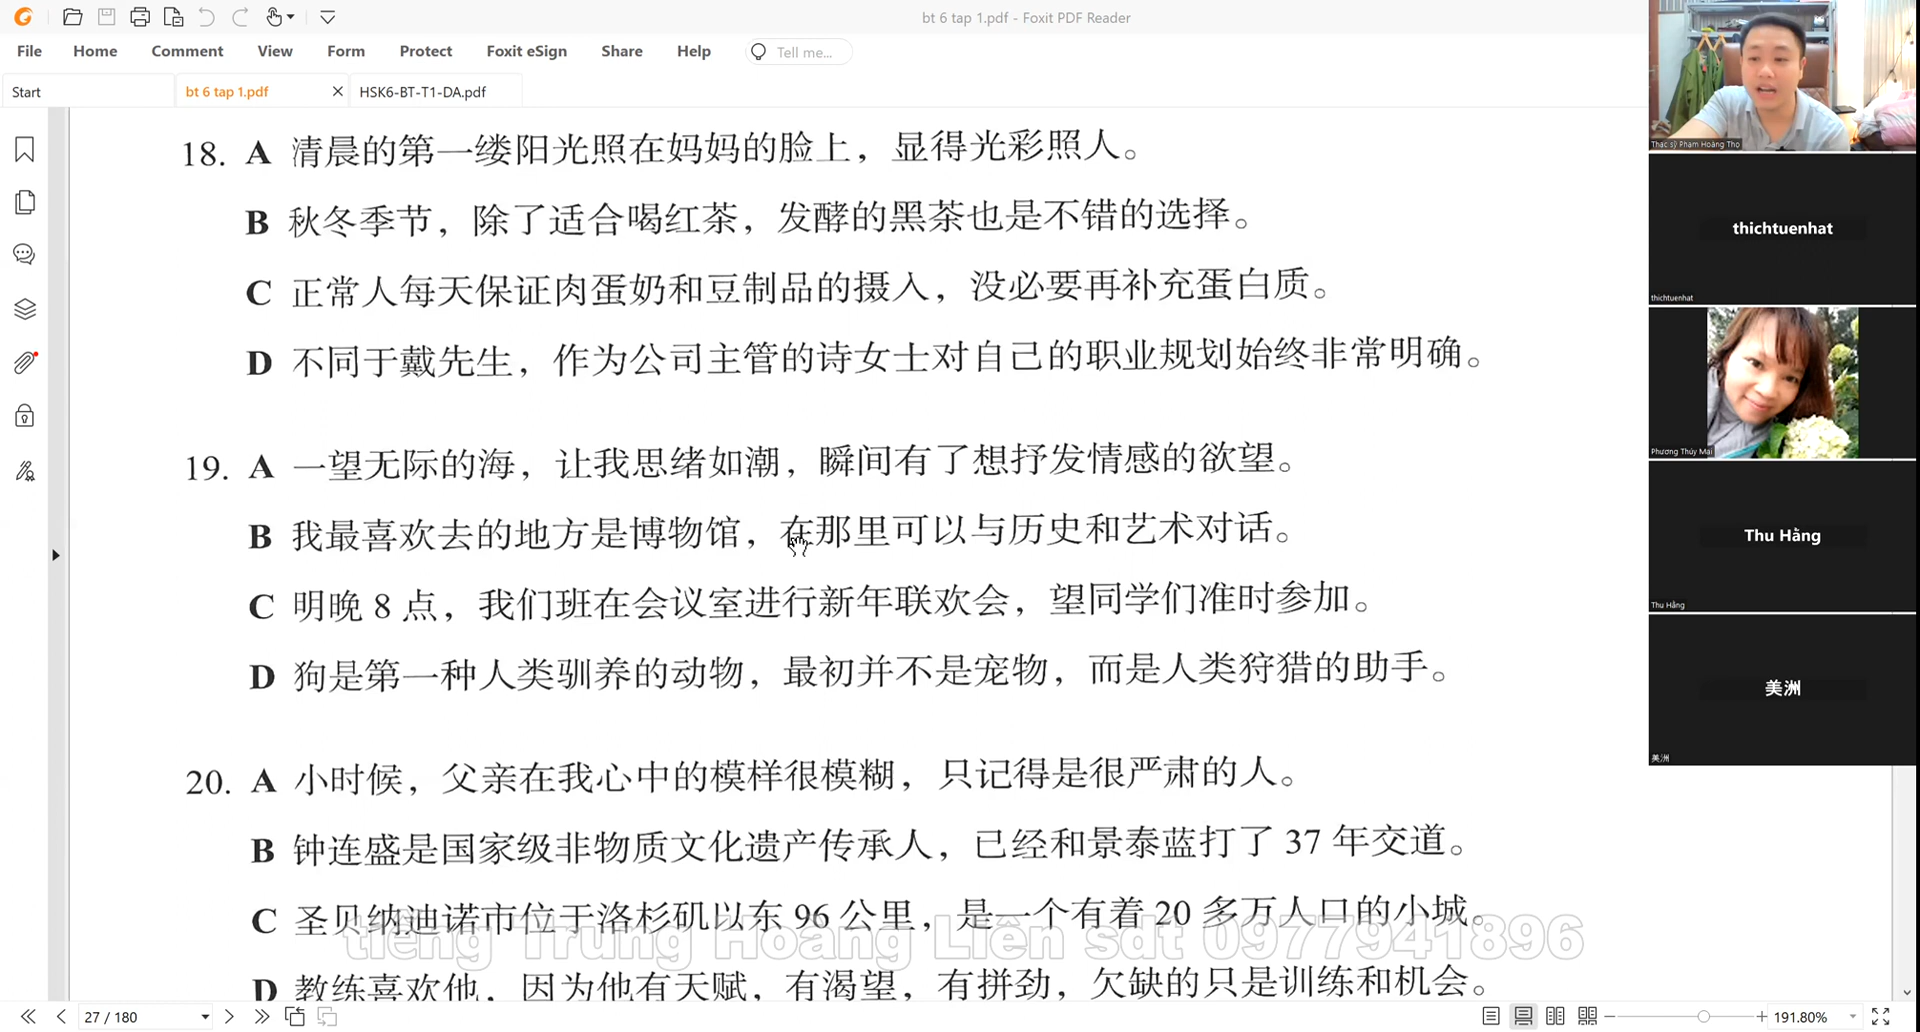 bt 6 tap 1.pdf - Foxit PDF Reader
File Home Comment View Form Protect Foxit eSign Share Help Tell me...
Start bt 6 tap 1.pdf HSK6-BT-T1-DA.pdf
18. A 清晨的第一缕阳光照在妈妈的脸上，显得光彩照人。
B 秋冬季节，除了适合喝红茶，发酵的黑茶也是不错的选择。
C 正常人每天保证肉蛋奶和豆制品的摄入，没必要再补充蛋白质。
D 不同于戴先生，作为公司主管的诗女士对自己的职业规划始终非常明确。
19. A 一望无际的海，让我思绪如潮，瞬间有了想抒发情感的欲望。
B 我最喜欢去的地方是博物馆，在那里可以与历史和艺术对话。
C 明晚 8 点，我们班在会议室进行新年联欢会，望同学们准时参加。
D 狗是第一种人类驯养的动物，最初并不是宠物，而是人类狩猎的助手。
20. A 小时候，父亲在我心中的模样很模糊，只记得是很严肃的人。
B 钟连盛是国家级非物质文化遗产传承人，已经和景泰蓝打了 37 年交道。
C 圣贝纳迪诺市位于洛杉矶以东 96 公里，是一个有着 20 多万人口的小城。
tiếng Trung Hoàng Liên sdt 0977941896
D 教练喜欢他，因为他有天赋，有渴望，有拼劲，欠缺的只是训练和机会。
27 / 180
191.80%
Thạc sỹ Phạm Hoàng Thọ
thichtuenhat
thichtuenhat
Phương Thúy Mai
Thu Hằng
Thu Hằng
美洲
美洲